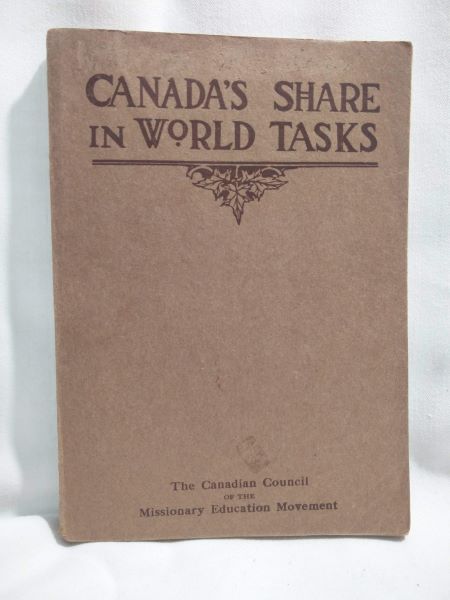 CANADA'S SHARE
IN WORLD TASKS
The Canadian Council
OF THE
Missionary Education Movement